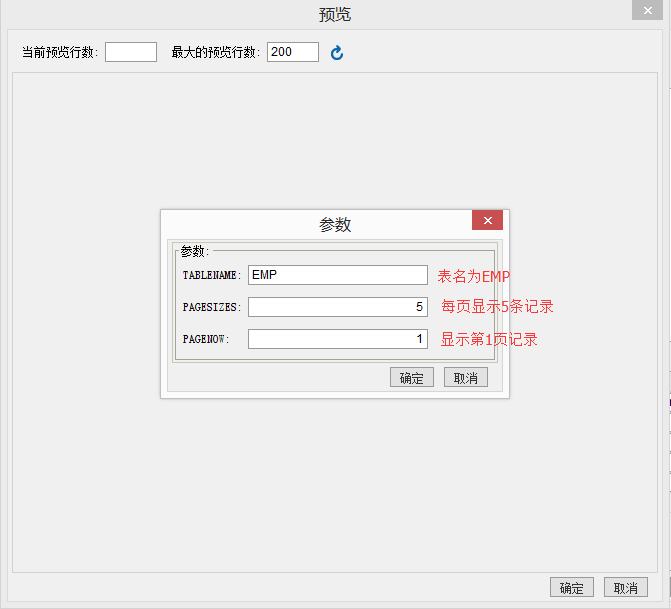 预览
当前预览行数: 最大的预览行数: 200
参数
参数:
TABLENAME: EMP 表名为EMP
PAGESIZES: 5 每页显示5条记录
PAGENOW: 1 显示第1页记录
确定 取消
确定 取消